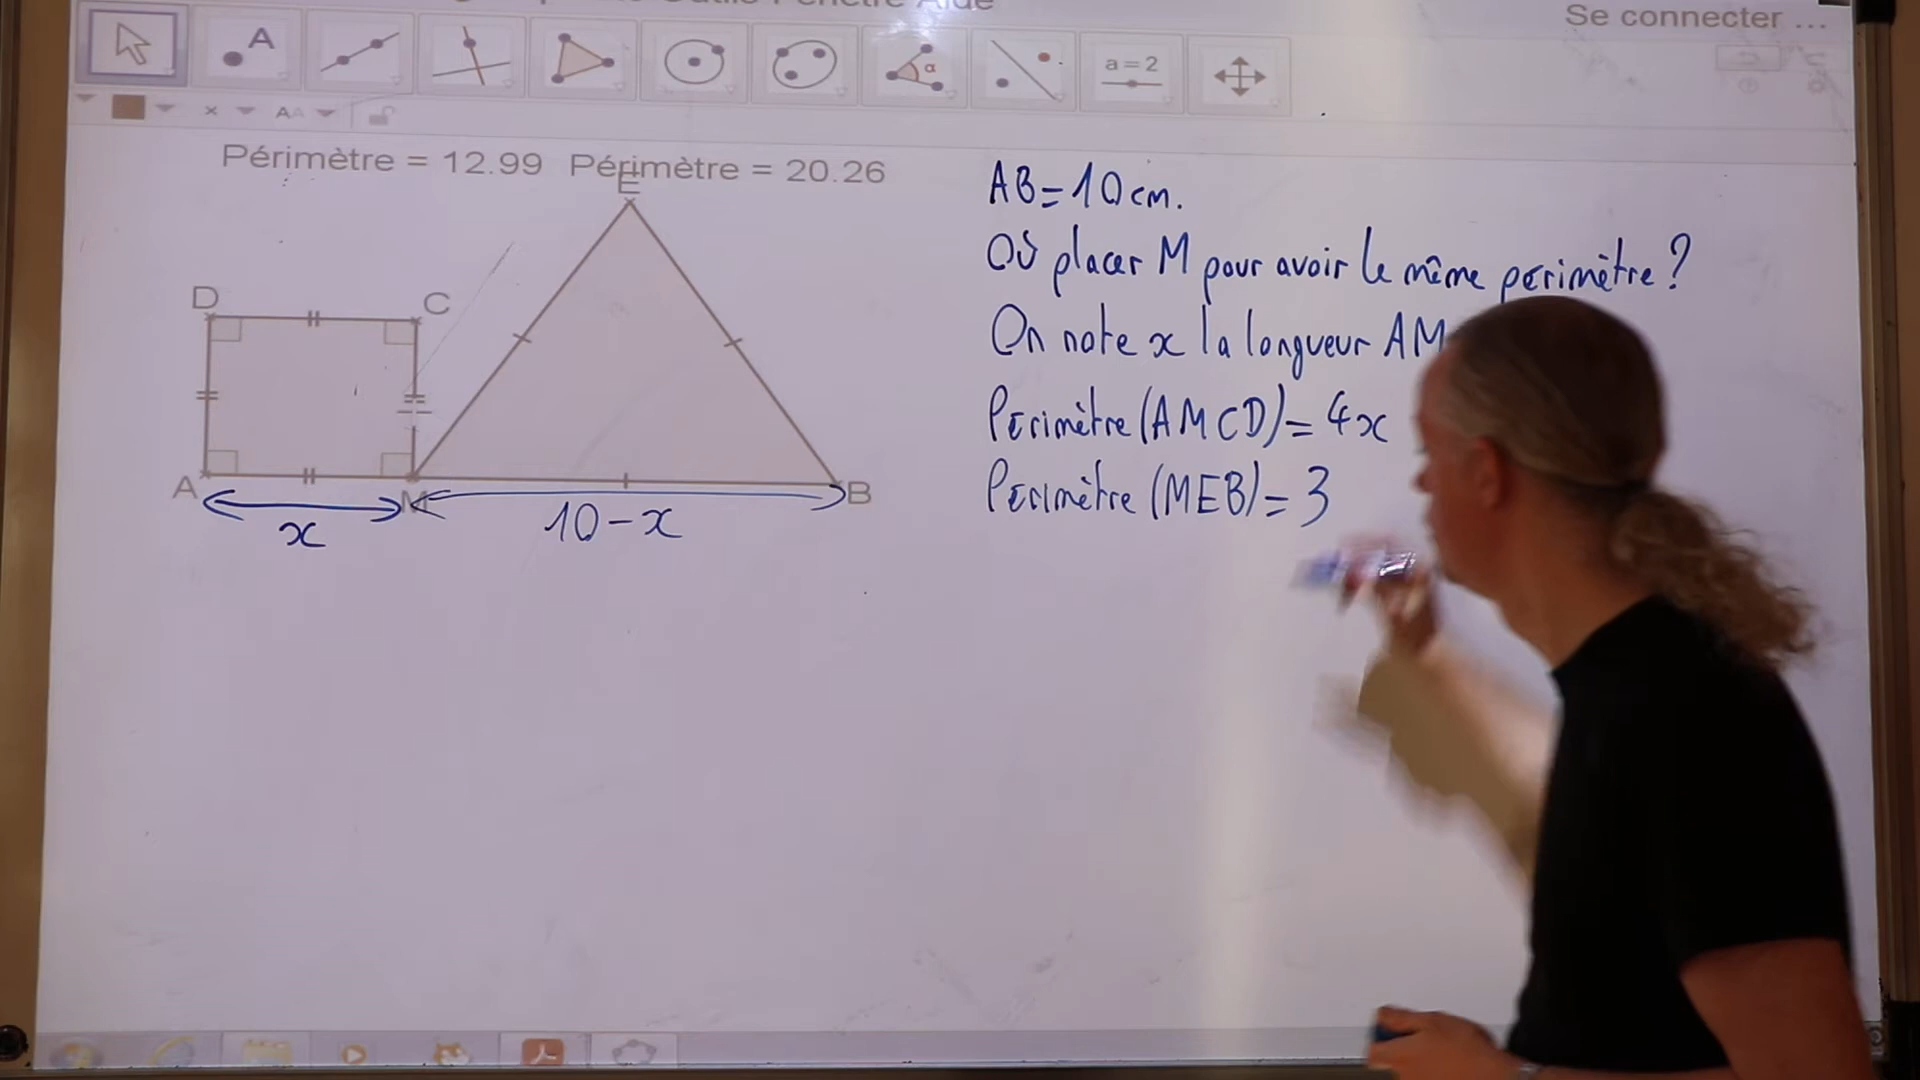 Se connecter ...
A
α
a = 2
AA
Périmètre = 12.99 Périmètre = 20.26
E
D
C
A
M
B
x
10 - x
AB = 10 cm.
Où placer M pour avoir le même périmètre ?
On note x la longueur AM
Périmètre (AMCD) = 4x
Périmètre (MEB) = 3